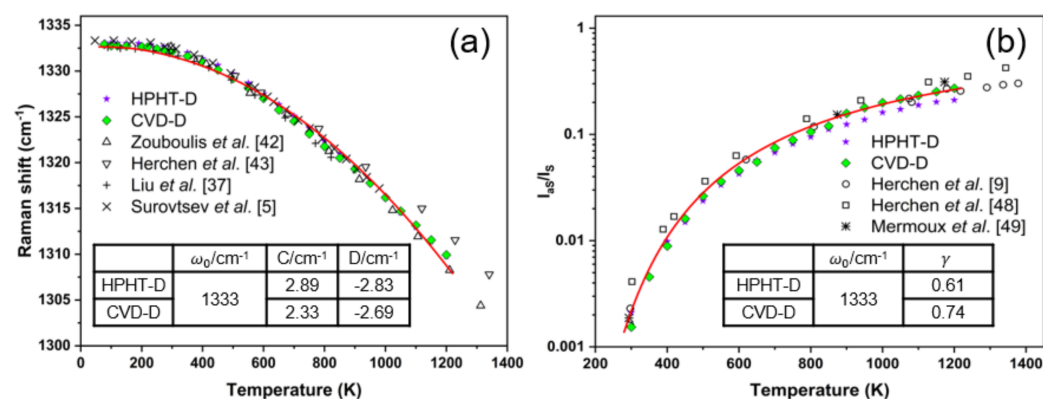 (a)
1335
1330
1325
1320
1315
1310
1305
1300
Raman shift (cm⁻¹)
HPHT-D
CVD-D
Zouboulis et al. [42]
Herchen et al. [43]
Liu et al. [37]
Surovtsev et al. [5]
ω₀/cm⁻¹ C/cm⁻¹ D/cm⁻¹
HPHT-D 1333 2.89 -2.83
CVD-D 2.33 -2.69
0 200 400 600 800 1000 1200 1400
Temperature (K)
(b)
1
0.1
0.01
0.001
I_as/I_s
HPHT-D
CVD-D
Herchen et al. [9]
Herchen et al. [48]
Mermoux et al. [49]
ω₀/cm⁻¹ γ
HPHT-D 1333 0.61
CVD-D 0.74
200 400 600 800 1000 1200 1400
Temperature (K)